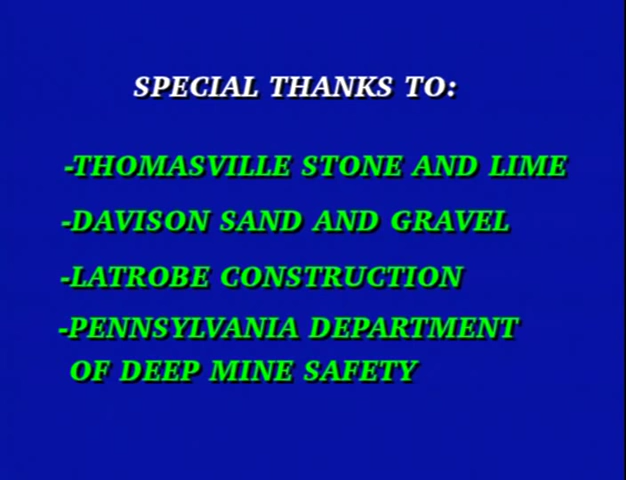 SPECIAL THANKS TO:
-THOMASVILLE STONE AND LIME
-DAVISON SAND AND GRAVEL
-LATROBE CONSTRUCTION
-PENNSYLVANIA DEPARTMENT
OF DEEP MINE SAFETY